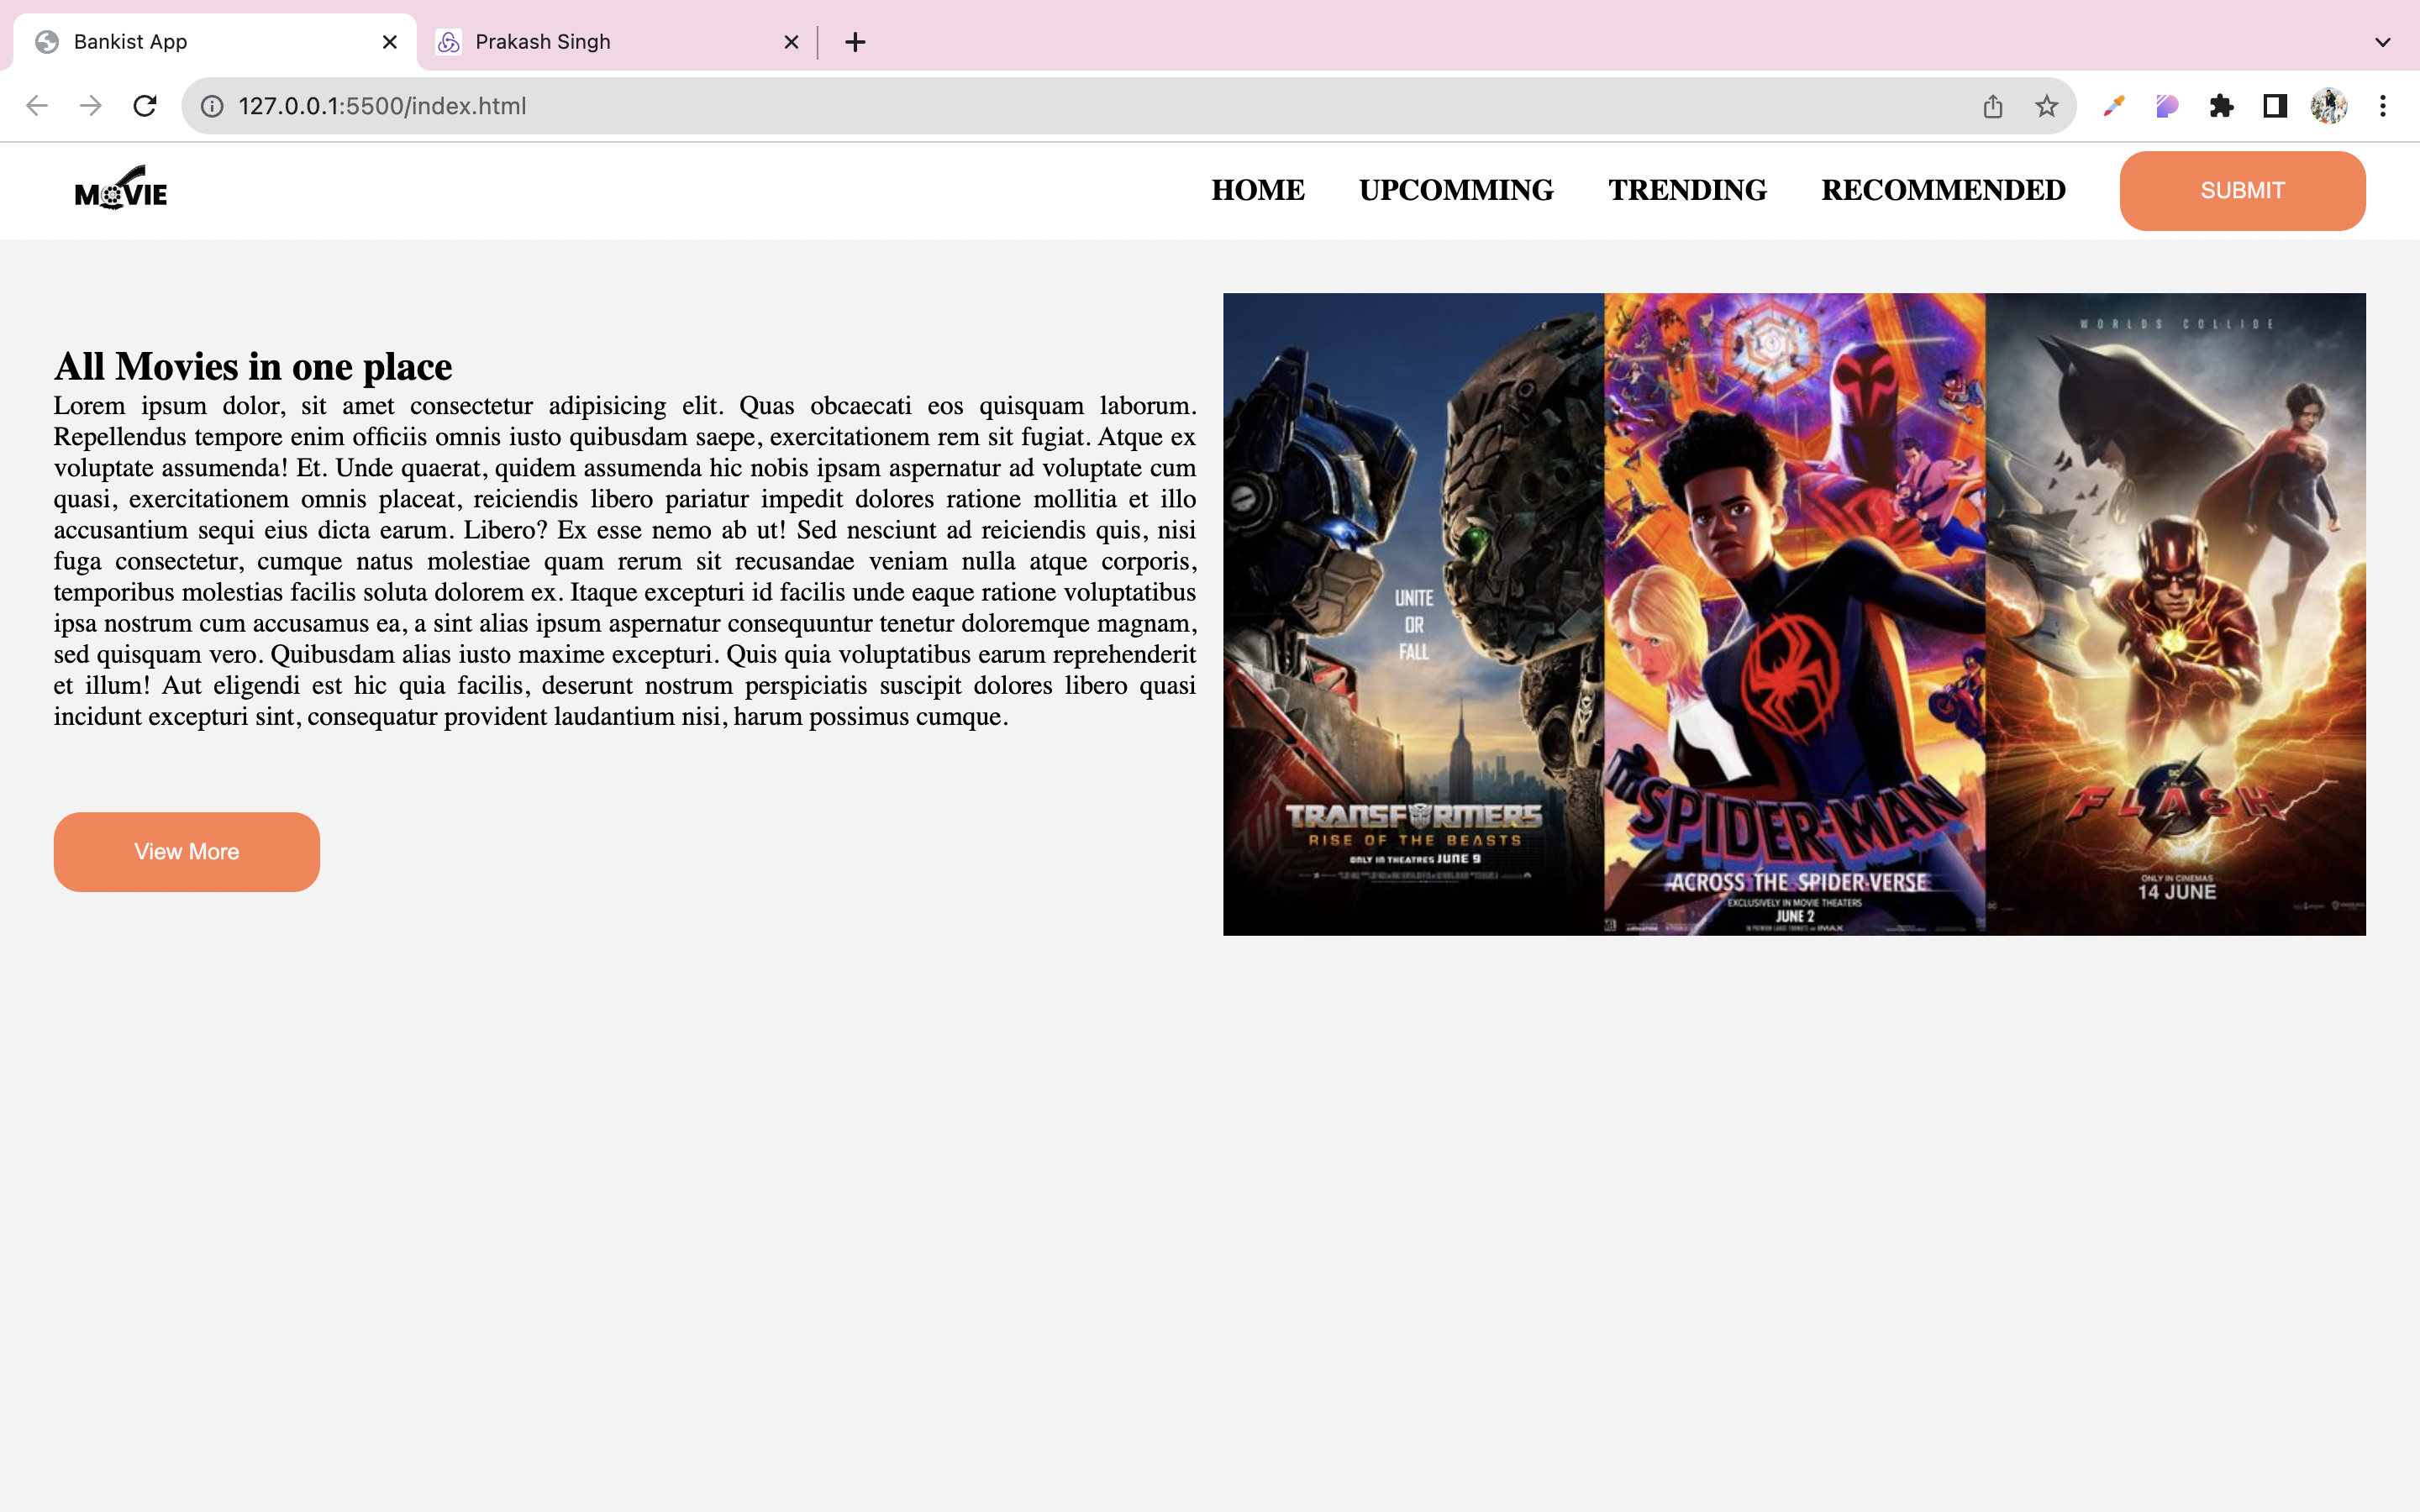 Bankist App
Prakash Singh
127.0.0.1:5500/index.html
MOVIE
HOME
UPCOMMING
TRENDING
RECOMMENDED
SUBMIT
All Movies in one place
Lorem ipsum dolor, sit amet consectetur adipisicing elit. Quas obcaecati eos quisquam laborum.
Repellendus tempore enim officiis omnis iusto quibusdam saepe, exercitationem rem sit fugiat. Atque ex
voluptate assumenda! Et. Unde quaerat, quidem assumenda hic nobis ipsam aspernatur ad voluptate cum
quasi, exercitationem omnis placeat, reiciendis libero pariatur impedit dolores ratione mollitia et illo
accusantium sequi eius dicta earum. Libero? Ex esse nemo ab ut! Sed nesciunt ad reiciendis quis, nisi
fuga consectetur, cumque natus molestiae quam rerum sit recusandae veniam nulla atque corporis,
temporibus molestias facilis soluta dolorem ex. Itaque excepturi id facilis unde eaque ratione voluptatibus
ipsa nostrum cum accusamus ea, a sint alias ipsum aspernatur consequuntur tenetur doloremque magnam,
sed quisquam vero. Quibusdam alias iusto maxime excepturi. Quis quia voluptatibus earum reprehenderit
et illum! Aut eligendi est hic quia facilis, deserunt nostrum perspiciatis suscipit dolores libero quasi
incidunt excepturi sint, consequatur provident laudantium nisi, harum possimus cumque.
View More
UNITE
OR
FALL
TRANSFORMERS
RISE OF THE BEASTS
ONLY IN THEATRES JUNE 9
SPIDER-MAN
ACROSS THE SPIDER-VERSE
EXCLUSIVELY IN MOVIE THEATERS
JUNE 2
IN PREMIUM LARGE FORMATS AND IMAX
WORLDS COLLIDE
DC
THE
FLASH
ONLY IN CINEMAS
14 JUNE